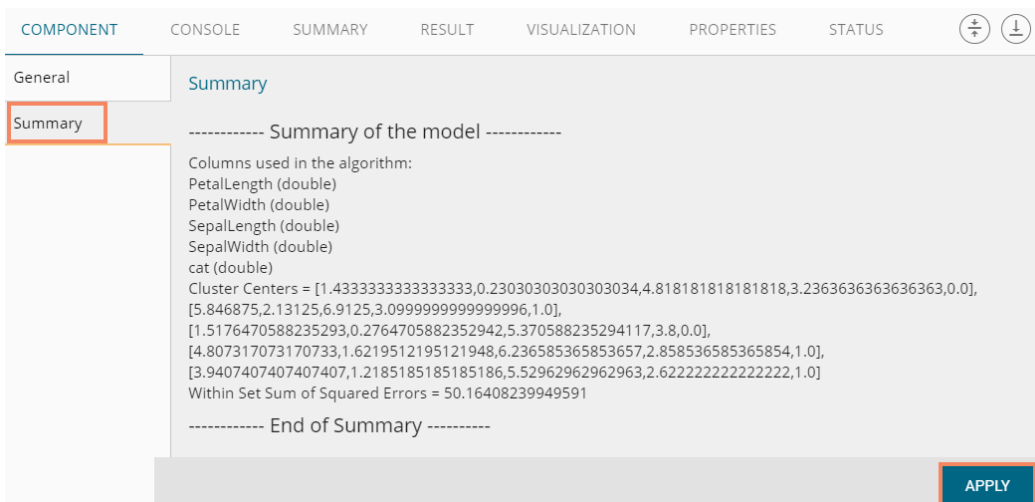 COMPONENT CONSOLE SUMMARY RESULT VISUALIZATION PROPERTIES STATUS
General
Summary
Summary
------------ Summary of the model ------------
Columns used in the algorithm:
PetalLength (double)
PetalWidth (double)
SepalLength (double)
SepalWidth (double)
cat (double)
Cluster Centers = [1.4333333333333333,0.23030303030303034,4.818181818181818,3.2363636363636363,0.0],
[5.846875,2.13125,6.9125,3.0999999999999996,1.0],
[1.5176470588235293,0.2764705882352942,5.370588235294117,3.8,0.0],
[4.807317073170733,1.6219512195121948,6.236585365853657,2.858536585365854,1.0],
[3.9407407407407407,1.2185185185185186,5.52962962962963,2.622222222222222,1.0]
Within Set Sum of Squared Errors = 50.16408239949591
------------ End of Summary ----------
APPLY